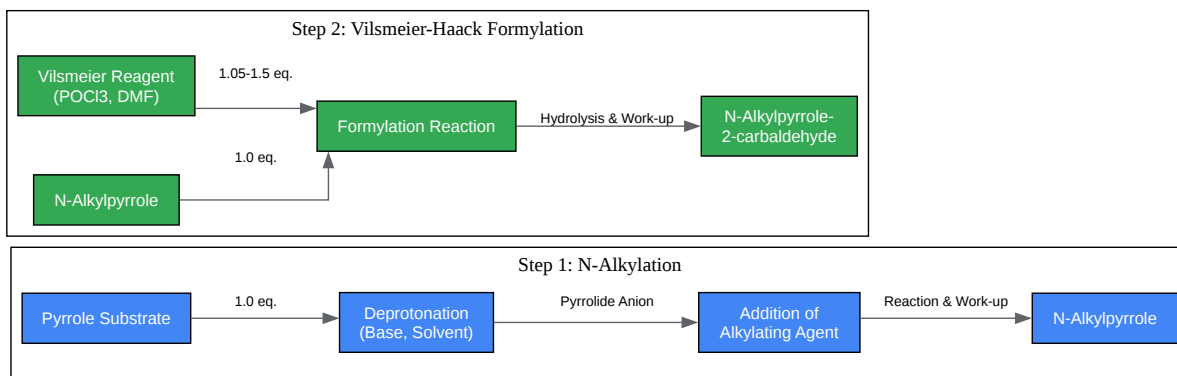 Step 2: Vilsmeier-Haack Formylation
Vilsmeier Reagent
(POCl3, DMF)
1.05-1.5 eq.
Formylation Reaction
Hydrolysis & Work-up
N-Alkylpyrrole-
2-carbaldehyde
1.0 eq.
N-Alkylpyrrole
Step 1: N-Alkylation
Pyrrole Substrate
1.0 eq.
Deprotonation
(Base, Solvent)
Pyrrolide Anion
Addition of
Alkylating Agent
Reaction & Work-up
N-Alkylpyrrole